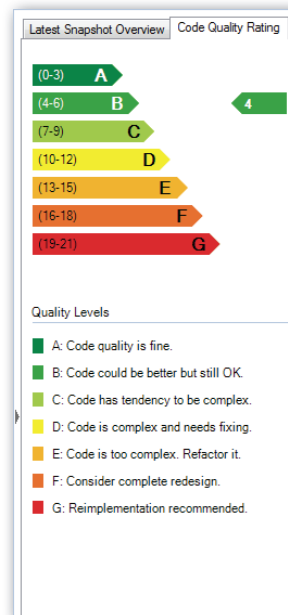 Latest Snapshot Overview Code Quality Rating
(0-3) A
(4-6) B 4
(7-9) C
(10-12) D
(13-15) E
(16-18) F
(19-21) G
Quality Levels
A: Code quality is fine.
B: Code could be better but still OK.
C: Code has tendency to be complex.
D: Code is complex and needs fixing.
E: Code is too complex. Refactor it.
F: Consider complete redesign.
G: Reimplementation recommended.